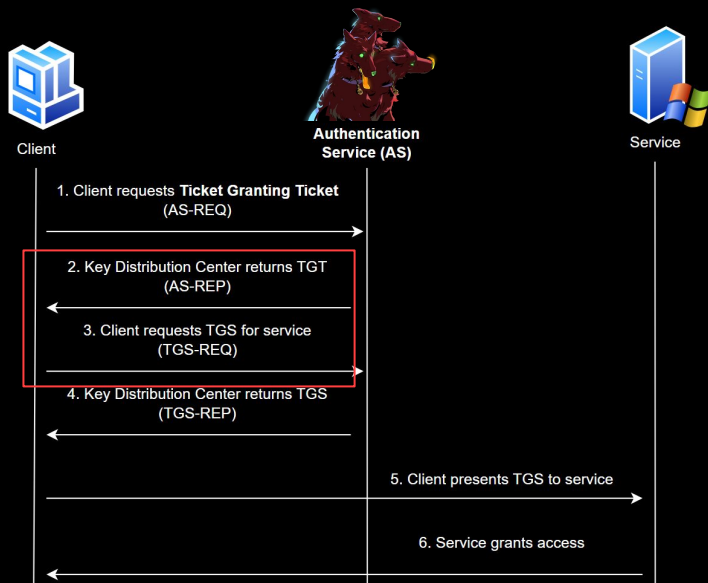 Client
Authentication
Service (AS)
Service
1. Client requests Ticket Granting Ticket
(AS-REQ)
2. Key Distribution Center returns TGT
(AS-REP)
3. Client requests TGS for service
(TGS-REQ)
4. Key Distribution Center returns TGS
(TGS-REP)
5. Client presents TGS to service
6. Service grants access